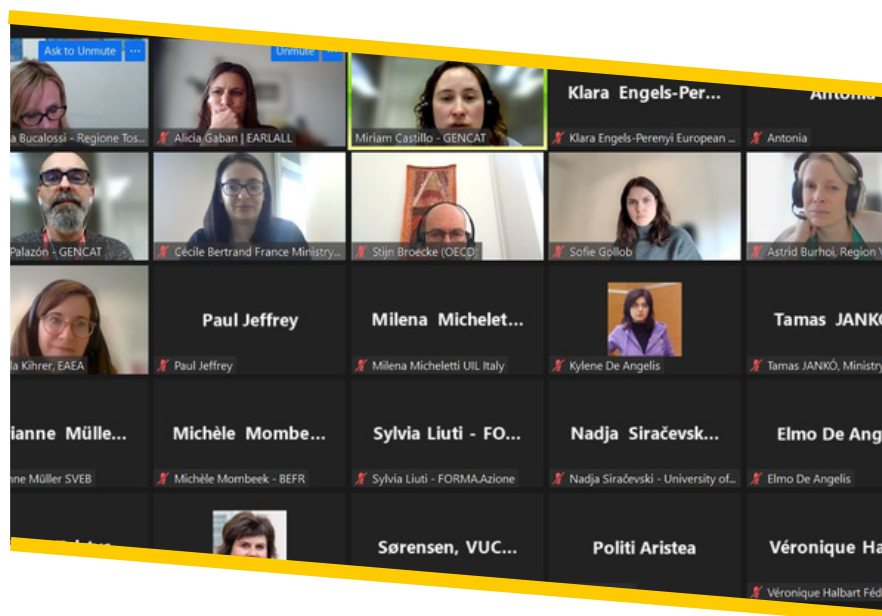 Ask to Unmute ...
Unmute ...
Klara Engels-Per...
Antonia
a Bucalossi - Regione Tos...
Alicia Gaban | EARLALL
Miriam Castillo - GENCAT
Klara Engels-Perenyi European ...
Antonia
Palazón - GENCAT
Cécile Bertrand France Ministry...
Stijn Broecke (OECD)
Sofie Gollob
Astrid Burhoi, Region V
Paul Jeffrey
Milena Michelet...
Tamas JANKÓ
la Kihrer, EAEA
Paul Jeffrey
Milena Micheletti UIL Italy
Kylene De Angelis
Tamas JANKÓ, Ministry
ianne Mülle...
Michèle Mombe...
Sylvia Liuti - FO...
Nadja Siračevsk...
Elmo De Ang
nne Müller SVEB
Michèle Mombeek - BEFR
Sylvia Liuti - FORMA.Azione
Nadja Siračevski - University of...
Elmo De Angelis
Sørensen, VUC...
Politi Aristea
Véronique Ha
Véronique Halbart Féd